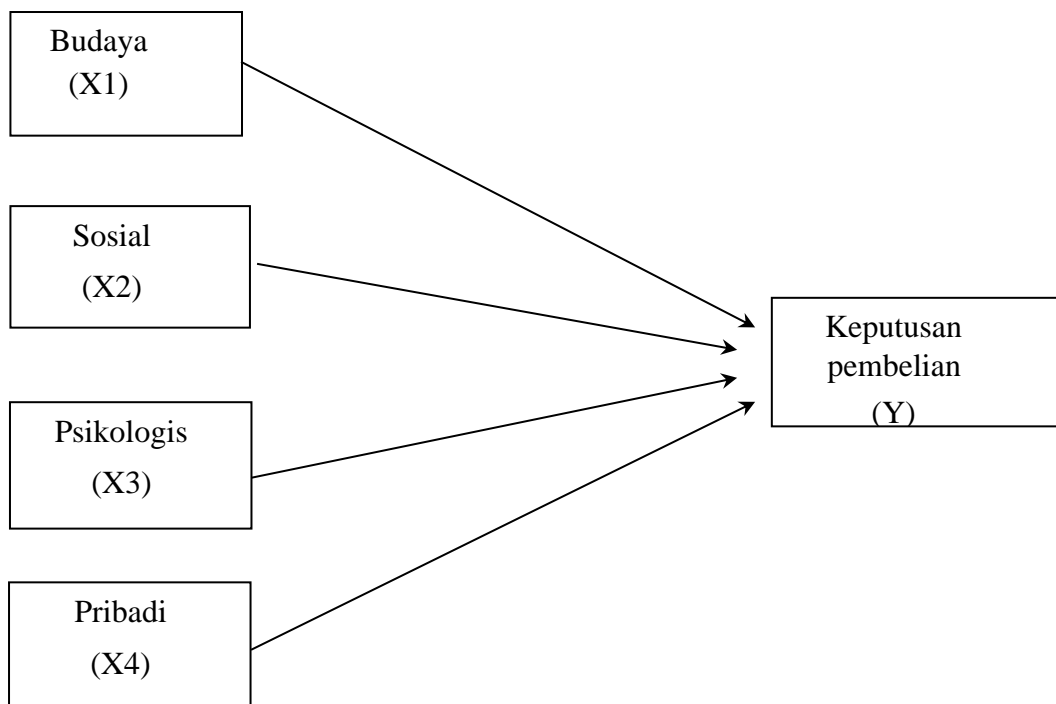 Budaya
(X1)
Sosial
(X2)
Keputusan
pembelian
(Y)
Psikologis
(X3)
Pribadi
(X4)